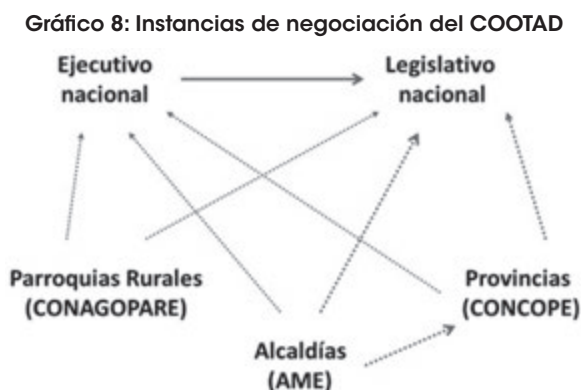 Gráfico 8: Instancias de negociación del COOTAD
Ejecutivo
nacional
Legislativo
nacional
Parroquias Rurales
(CONAGOPARE)
Provincias
(CONCOPE)
Alcaldías
(AME)